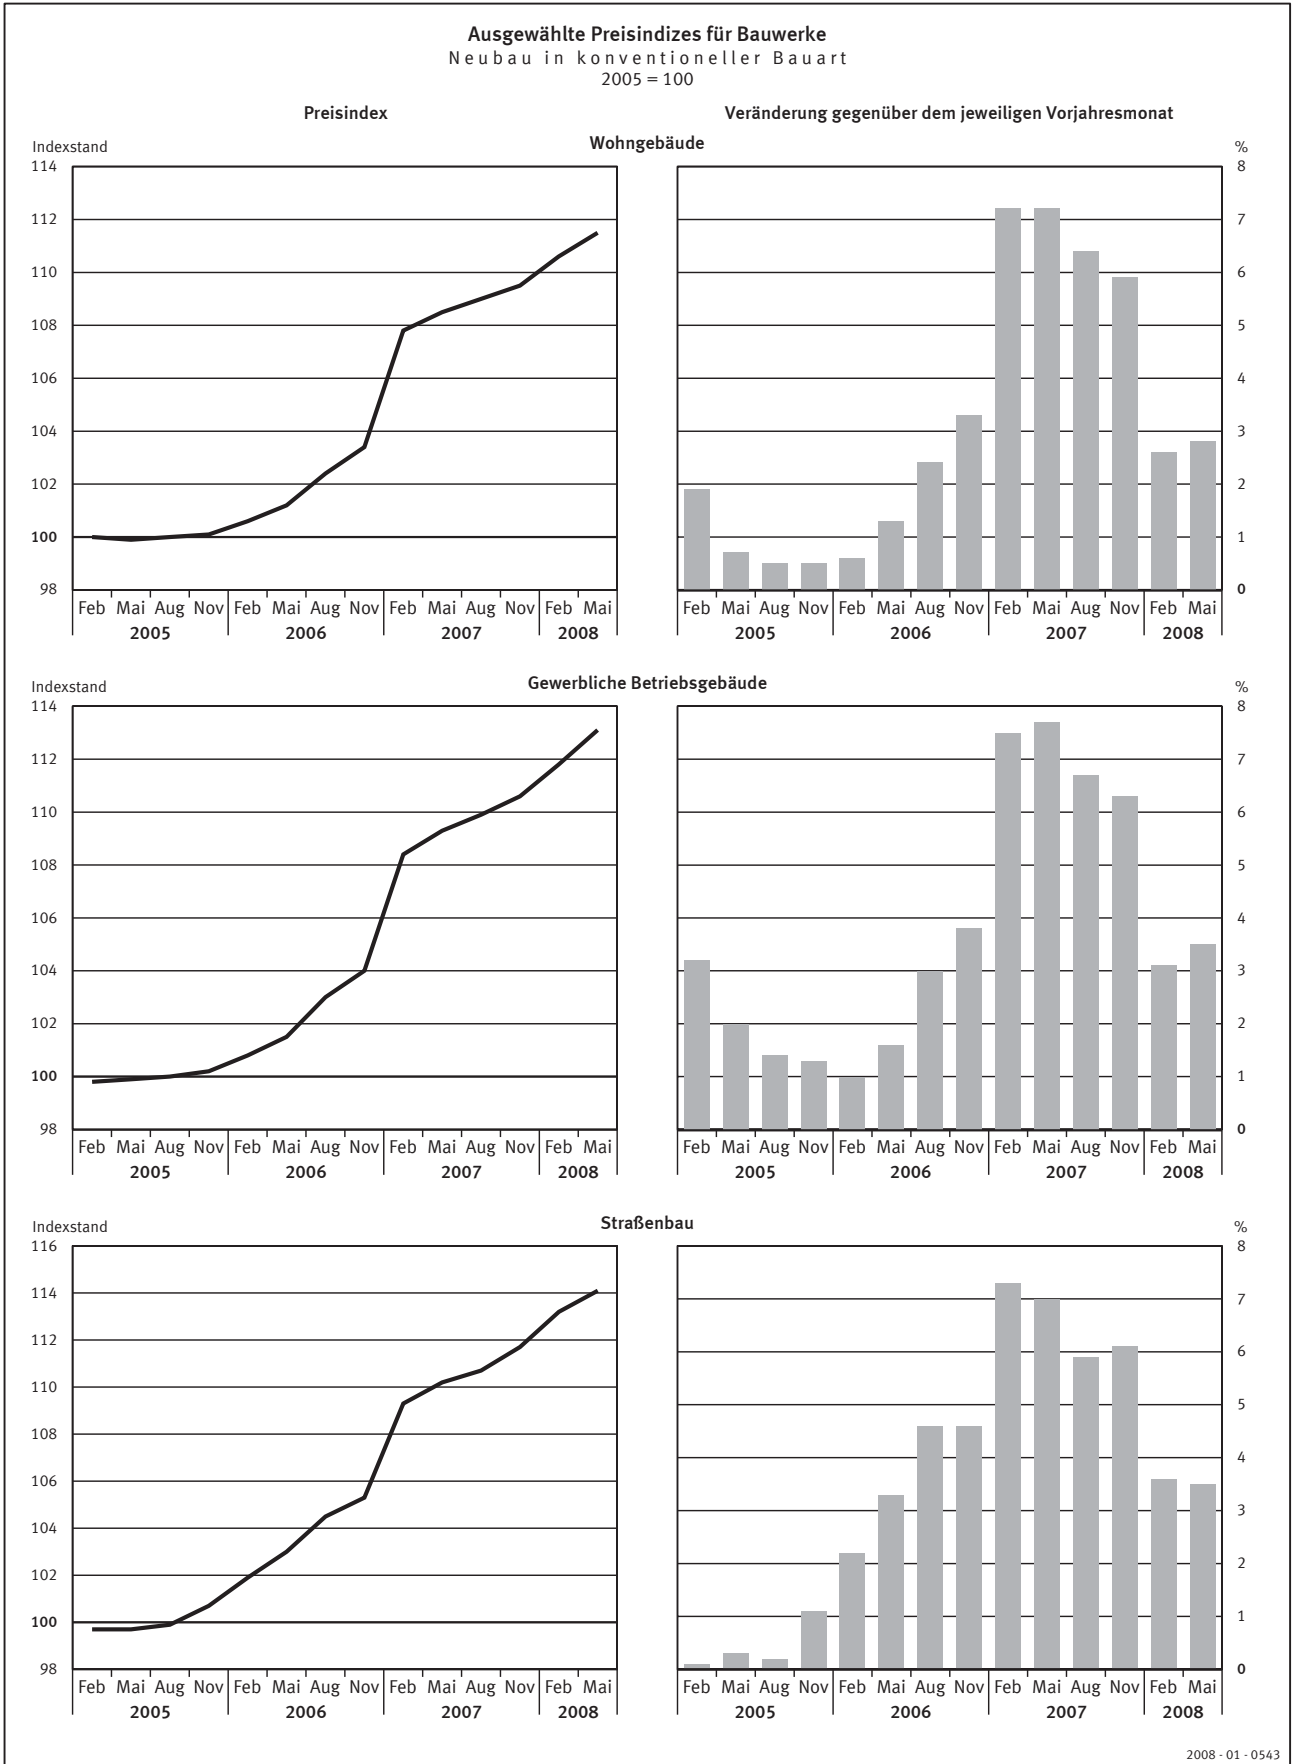 Ausgewählte Preisindizes für Bauwerke
Neubau in konventioneller Bauart
2005 = 100
Preisindex
Veränderung gegenüber dem jeweiligen Vorjahresmonat
Wohngebäude
Indexstand
%
114
112
110
108
106
104
102
100
98
8
7
6
5
4
3
2
1
0
Feb Mai Aug Nov Feb Mai Aug Nov Feb Mai Aug Nov Feb Mai
2005 2006 2007 2008
Feb Mai Aug Nov Feb Mai Aug Nov Feb Mai Aug Nov Feb Mai
2005 2006 2007 2008
Gewerbliche Betriebsgebäude
Indexstand
%
114
112
110
108
106
104
102
100
98
8
7
6
5
4
3
2
1
0
Feb Mai Aug Nov Feb Mai Aug Nov Feb Mai Aug Nov Feb Mai
2005 2006 2007 2008
Feb Mai Aug Nov Feb Mai Aug Nov Feb Mai Aug Nov Feb Mai
2005 2006 2007 2008
Straßenbau
Indexstand
%
116
114
112
110
108
106
104
102
100
98
8
7
6
5
4
3
2
1
0
Feb Mai Aug Nov Feb Mai Aug Nov Feb Mai Aug Nov Feb Mai
2005 2006 2007 2008
Feb Mai Aug Nov Feb Mai Aug Nov Feb Mai Aug Nov Feb Mai
2005 2006 2007 2008
2008 - 01 - 0543